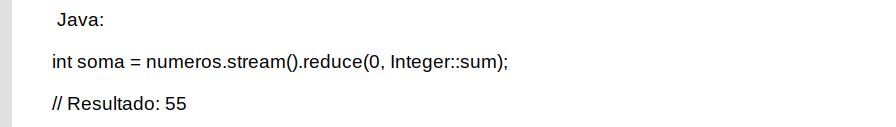 Java:
int soma = numeros.stream().reduce(0, Integer::sum);
// Resultado: 55